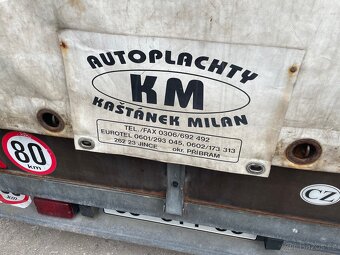 AUTOPLACHTY
KM
KAŠTÁNEK MILAN
TEL./FAX 0306/692 492
EUROTEL 0601/293 045, 0602/173 313
262 23 JINCE okr. PŘÍBRAM
80
km
CZ